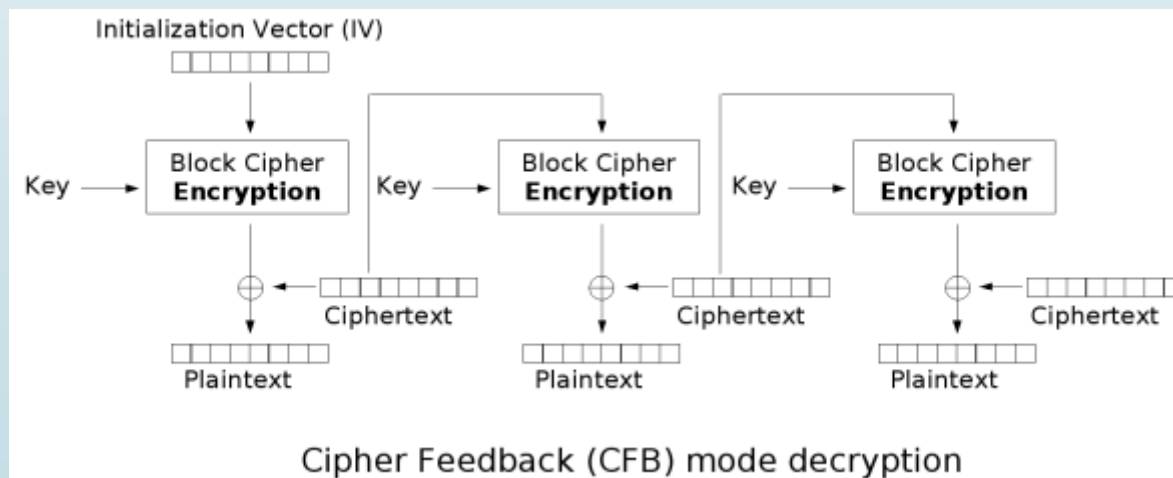 Initialization Vector (IV)
Block Cipher
Encryption
Key
Block Cipher
Encryption
Key
Block Cipher
Encryption
Key
Ciphertext
Ciphertext
Ciphertext
Plaintext
Plaintext
Plaintext
Cipher Feedback (CFB) mode decryption